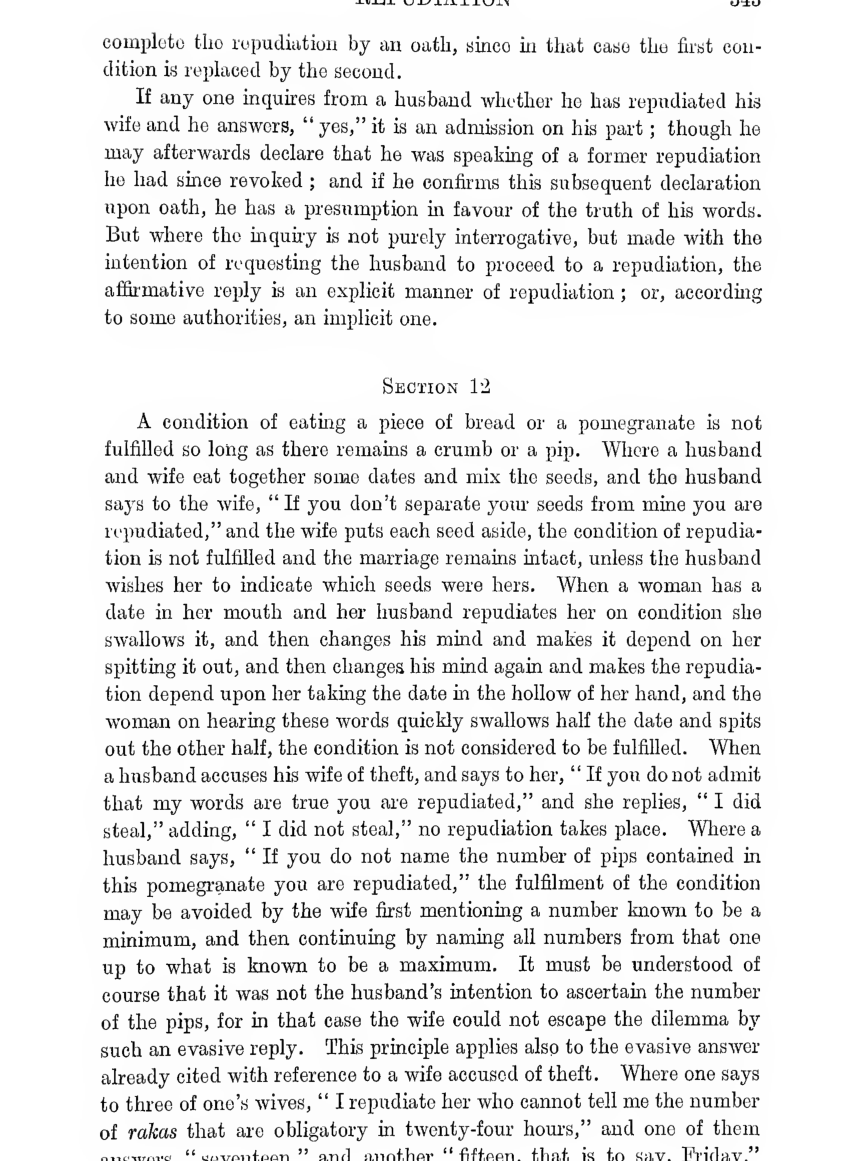 REPUDIATION 343
complete the repudiation by an oath, since in that case the first con-
dition is replaced by the second.
If any one inquires from a husband whether he has repudiated his
wife and he answers, “ yes,” it is an admission on his part ; though he
may afterwards declare that he was speaking of a former repudiation
he had since revoked ; and if he confirms this subsequent declaration
upon oath, he has a presumption in favour of the truth of his words.
But where the inquiry is not purely interrogative, but made with the
intention of requesting the husband to proceed to a repudiation, the
affirmative reply is an explicit manner of repudiation ; or, according
to some authorities, an implicit one.
SECTION 12
A condition of eating a piece of bread or a pomegranate is not
fulfilled so long as there remains a crumb or a pip. Where a husband
and wife eat together some dates and mix the seeds, and the husband
says to the wife, “ If you don’t separate your seeds from mine you are
repudiated,” and the wife puts each seed aside, the condition of repudia-
tion is not fulfilled and the marriage remains intact, unless the husband
wishes her to indicate which seeds were hers. When a woman has a
date in her mouth and her husband repudiates her on condition she
swallows it, and then changes his mind and makes it depend on her
spitting it out, and then changes his mind again and makes the repudia-
tion depend upon her taking the date in the hollow of her hand, and the
woman on hearing these words quickly swallows half the date and spits
out the other half, the condition is not considered to be fulfilled. When
a husband accuses his wife of theft, and says to her, “ If you do not admit
that my words are true you are repudiated,” and she replies, “ I did
steal,” adding, “ I did not steal,” no repudiation takes place. Where a
husband says, “ If you do not name the number of pips contained in
this pomegranate you are repudiated,” the fulfilment of the condition
may be avoided by the wife first mentioning a number known to be a
minimum, and then continuing by naming all numbers from that one
up to what is known to be a maximum. It must be understood of
course that it was not the husband’s intention to ascertain the number
of the pips, for in that case the wife could not escape the dilemma by
such an evasive reply. This principle applies also to the evasive answer
already cited with reference to a wife accused of theft. Where one says
to three of one’s wives, “ I repudiate her who cannot tell me the number
of rakas that are obligatory in twenty-four hours,” and one of them
answers “ seventeen ” and another “ fifteen, that is to say, Friday,”